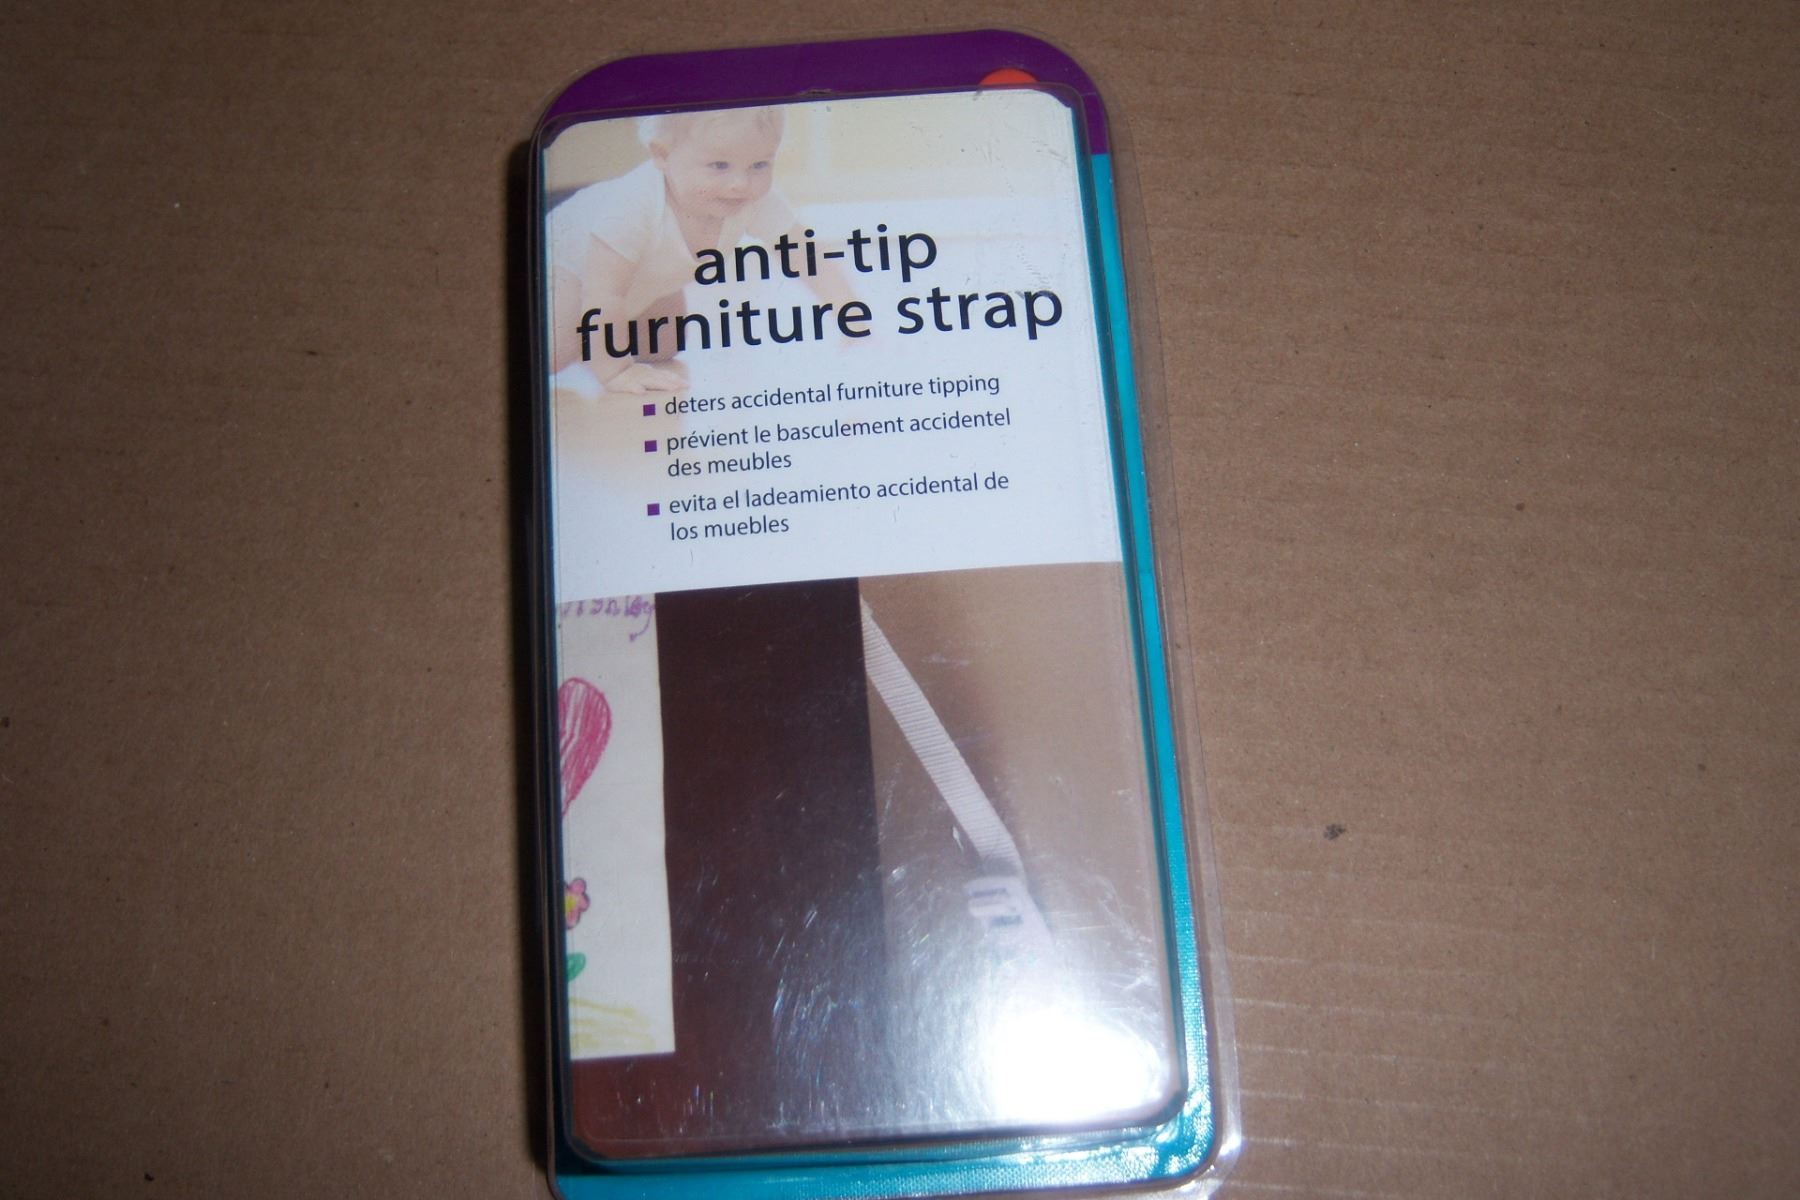 anti-tip
furniture strap
■ deters accidental furniture tipping
■ prévient le basculement accidentel
des meubles
■ evita el ladeamiento accidental de
los muebles